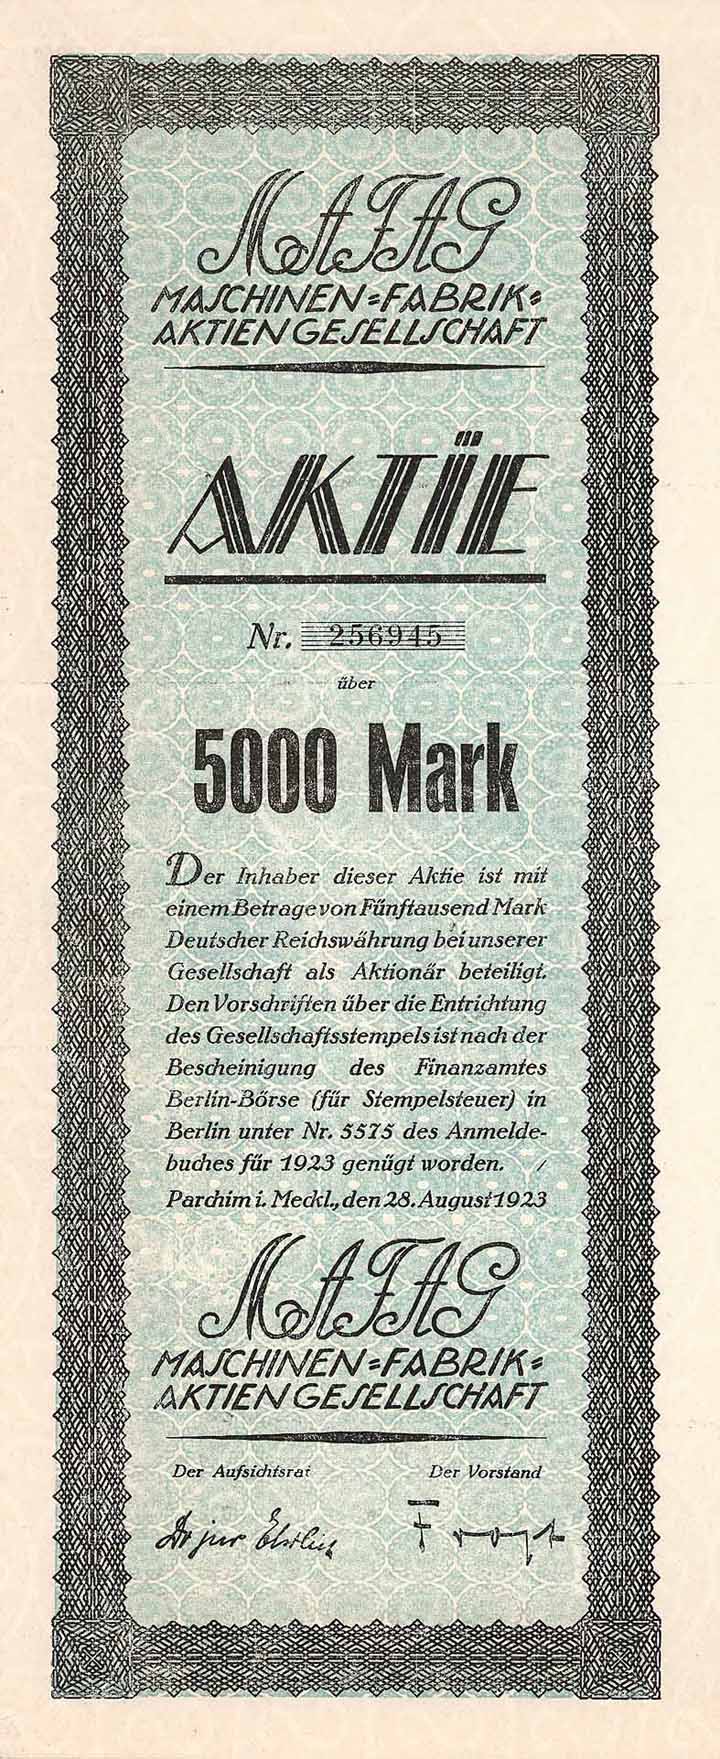 MAFAG
MASCHINEN=FABRIK=
AKTIENGESELLSCHAFT
AKTIE
Nr. 256945
über
5000 Mark
Der Inhaber dieser Aktie ist mit
einem Betrage von Fünftausend Mark
Deutscher Reichswährung bei unserer
Gesellschaft als Aktionär beteiligt.
Den Vorschriften über die Entrichtung
des Gesellschaftsstempels ist nach der
Bescheinigung des Finanzamtes
Berlin-Börse (für Stempelsteuer) in
Berlin unter Nr. 5575 des Anmelde-
buches für 1923 genügt worden. /
Parchim i. Meckl., den 28. August 1923
MAFAG
MASCHINEN=FABRIK=
AKTIENGESELLSCHAFT
Der Aufsichtsrat Der Vorstand
Dr jur